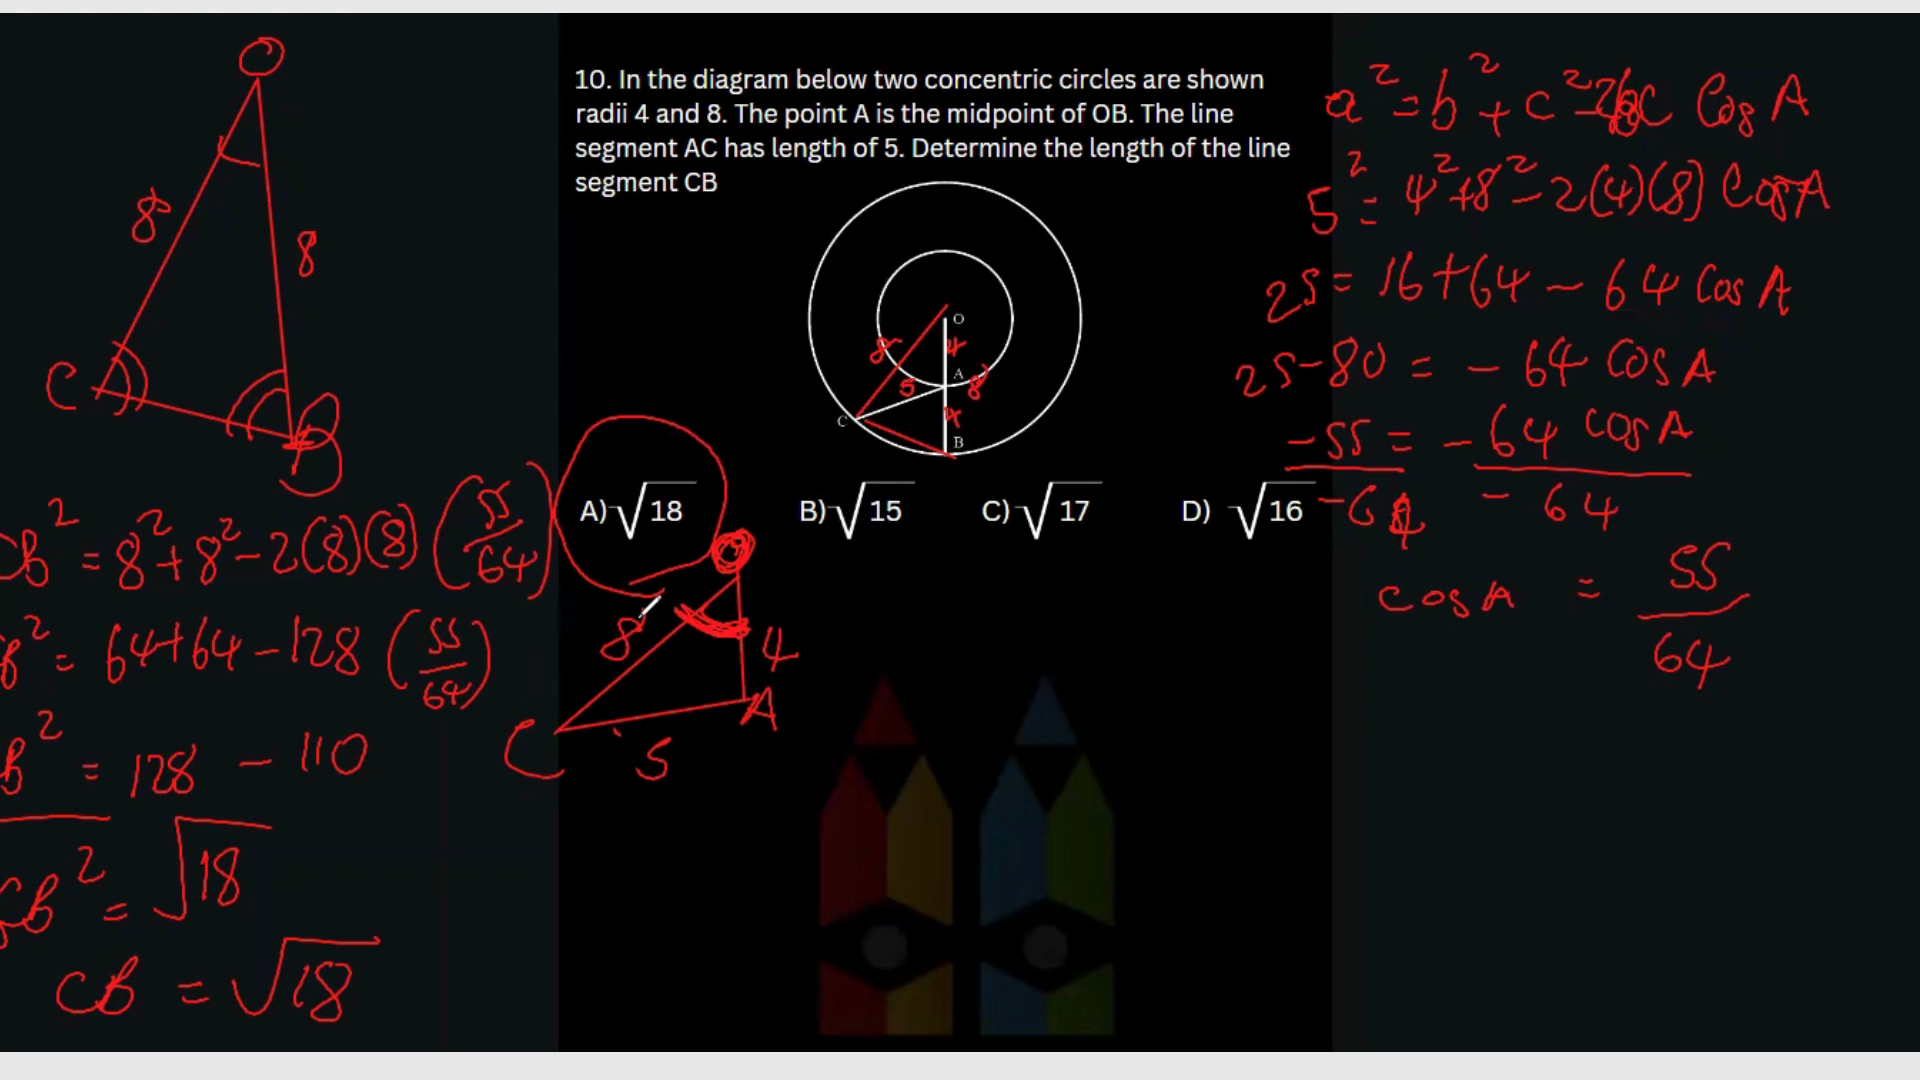 10. In the diagram below two concentric circles are shown
radii 4 and 8. The point A is the midpoint of OB. The line
segment AC has length of 5. Determine the length of the line
segment CB
O
A
C
B
8
4
5
8
4
A) √18
B) √15
C) √17
D) √16
O
8
8
C
B
CB² = 8² + 8² - 2(8)(8) (55/64)
B² = 64 + 64 - 128 (55/64)
B² = 128 - 110
CB² = √18
CB = √18
O
8
4
C
A
5
a² = b² + c² - 2bc Cos A
5² = 4² + 8² - 2(4)(8) Cos A
25 = 16 + 64 - 64 Cos A
25 - 80 = - 64 Cos A
-55 = - 64 cos A
-64 - 64
cos A = 55/64